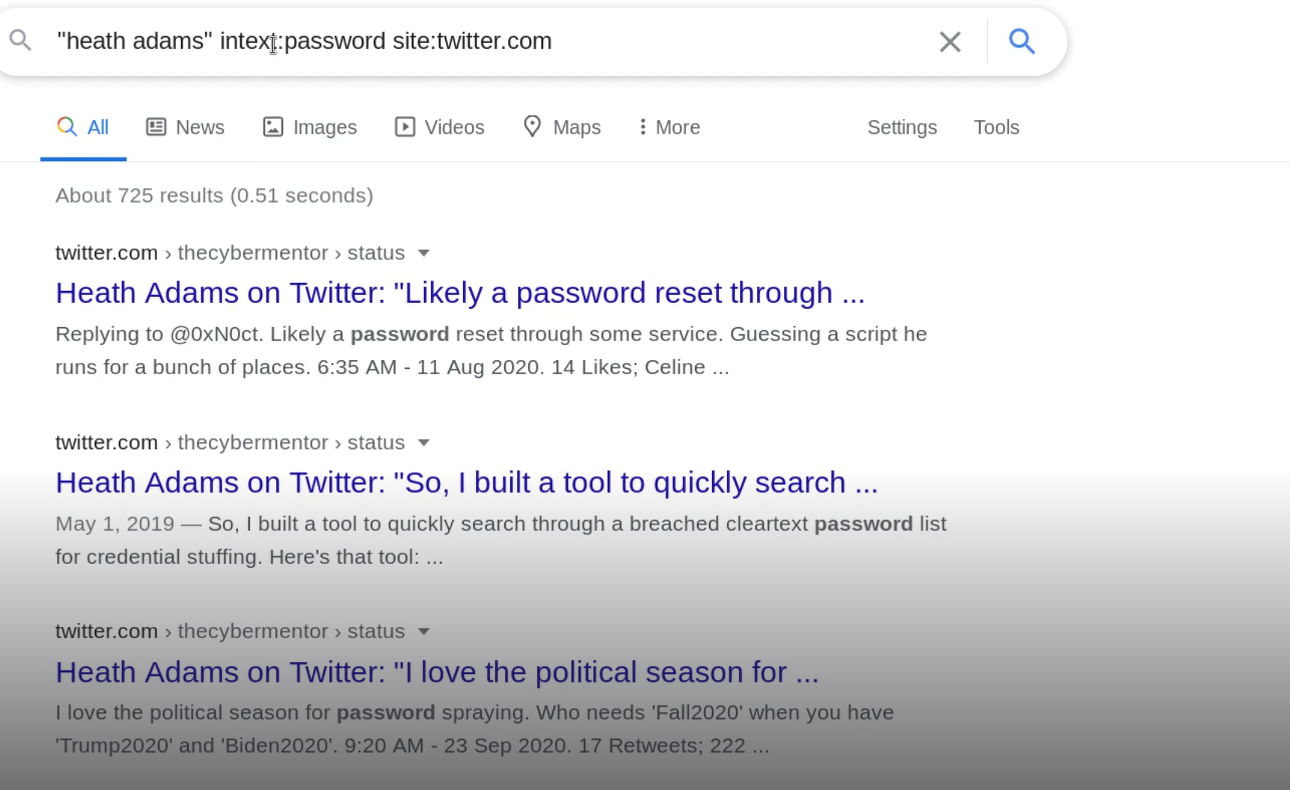 "heath adams" intext:password site:twitter.com
All News Images Videos Maps More Settings Tools
About 725 results (0.51 seconds)
twitter.com › thecybermentor › status
Heath Adams on Twitter: "Likely a password reset through ...
Replying to @0xN0ct. Likely a password reset through some service. Guessing a script he
runs for a bunch of places. 6:35 AM - 11 Aug 2020. 14 Likes; Celine ...
twitter.com › thecybermentor › status
Heath Adams on Twitter: "So, I built a tool to quickly search ...
May 1, 2019 — So, I built a tool to quickly search through a breached cleartext password list
for credential stuffing. Here's that tool: ...
twitter.com › thecybermentor › status
Heath Adams on Twitter: "I love the political season for ...
I love the political season for password spraying. Who needs 'Fall2020' when you have
'Trump2020' and 'Biden2020'. 9:20 AM - 23 Sep 2020. 17 Retweets; 222 ...